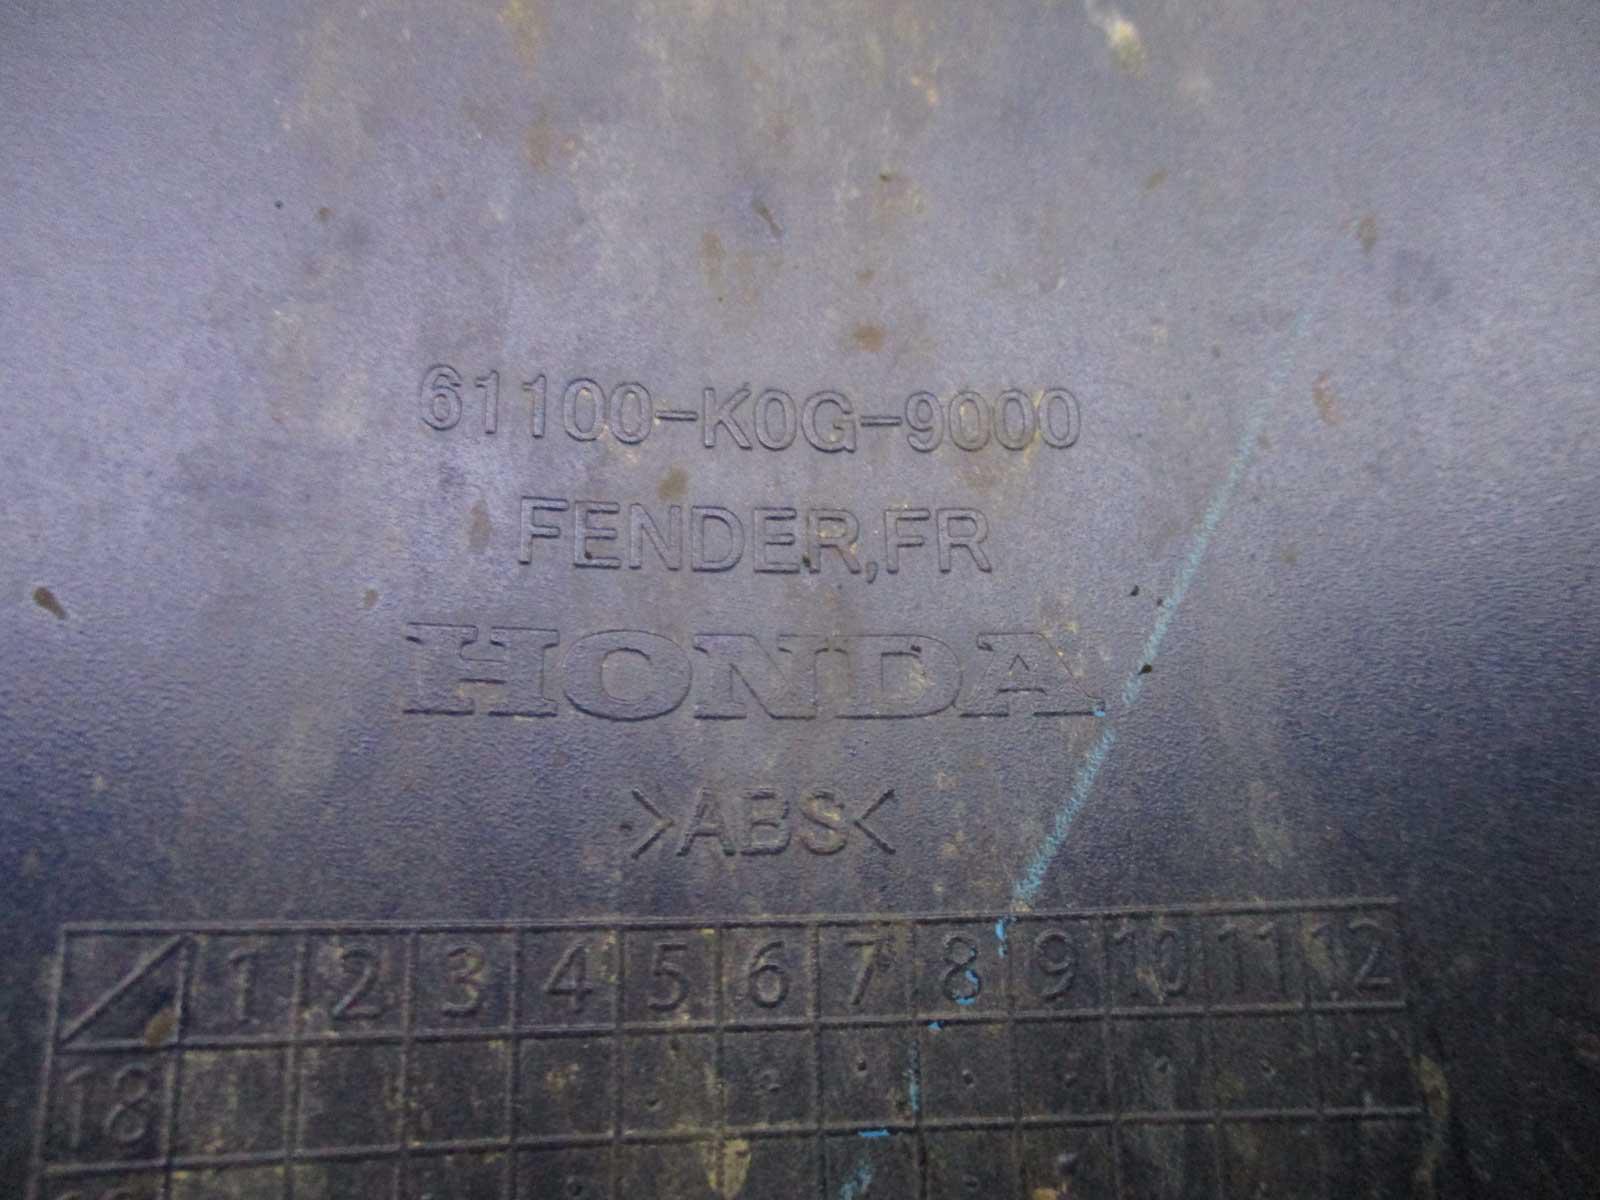 61100-K0G-9000
FENDER,FR
HONDA
>ABS<
1 2 3 4 5 6 7 8 9 10 11 12
18